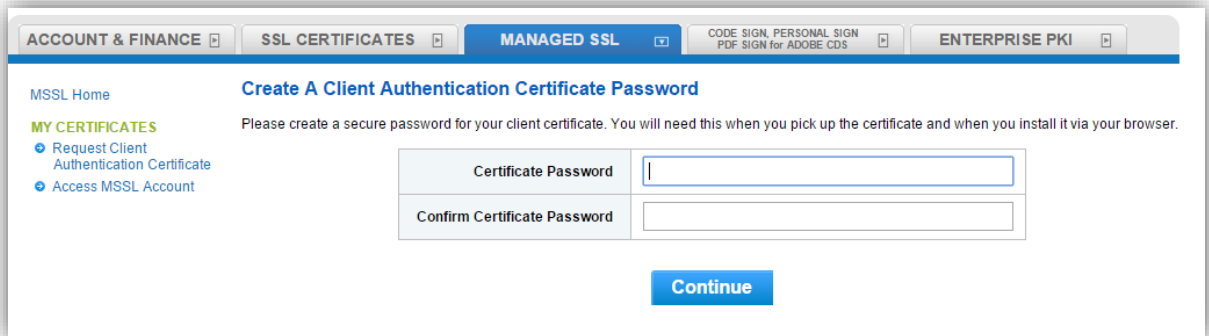 ACCOUNT & FINANCE
SSL CERTIFICATES
MANAGED SSL
CODE SIGN, PERSONAL SIGN
PDF SIGN for ADOBE CDS
ENTERPRISE PKI
MSSL Home
MY CERTIFICATES
Request Client
Authentication Certificate
Access MSSL Account
Create A Client Authentication Certificate Password
Please create a secure password for your client certificate. You will need this when you pick up the certificate and when you install it via your browser.
Certificate Password
Confirm Certificate Password
Continue